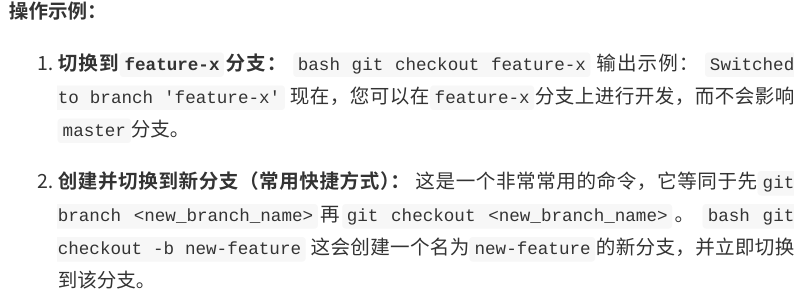 操作示例：
1. 切换到 feature-x 分支： bash git checkout feature-x 输出示例： Switched
to branch 'feature-x' 现在，您可以在 feature-x 分支上进行开发，而不会影响
master 分支。
2. 创建并切换到新分支（常用快捷方式）： 这是一个非常常用的命令，它等同于先 git
branch <new_branch_name> 再 git checkout <new_branch_name> 。 bash git
checkout -b new-feature 这会创建一个名为 new-feature 的新分支，并立即切换
到该分支。